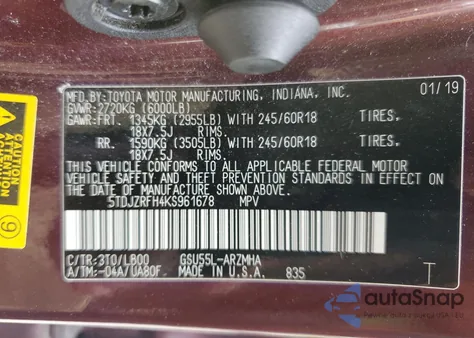 MFD.BY:TOYOTA MOTOR MANUFACTURING, INDIANA, INC. 01/19
GVWR:2720KG (6000LB)
GAWR:FRT. 1345KG (2955LB) WITH 245/60R18 TIRES,
18X7.5J RIMS.
RR. 1590KG (3505LB) WITH 245/60R18 TIRES,
18X7.5J RIMS.
THIS VEHICLE CONFORMS TO ALL APPLICABLE FEDERAL MOTOR
VEHICLE SAFETY AND THEFT PREVENTION STANDARDS IN EFFECT
ON THE DATE OF MANUFACTURE SHOWN ABOVE.
5TDJZRFH4KS961678 MPV
C/TR:3T0/LB00 GSU55L-ARZMHA
A/TM:-04A/UA80F 835 T
ATTENTION
9
autoSnap